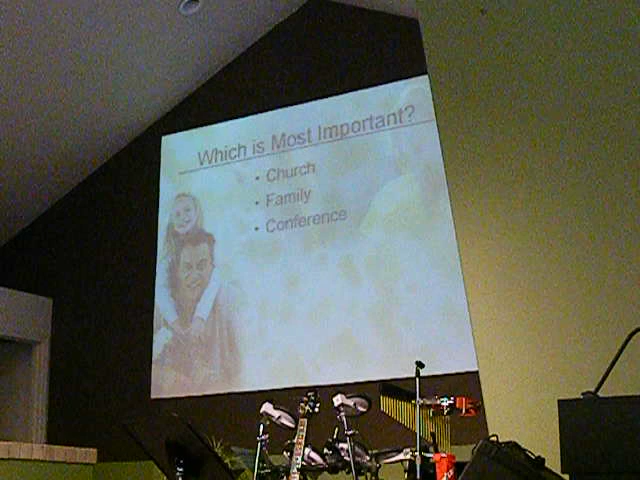 Which is Most Important?
• Church
• Family
• Conference